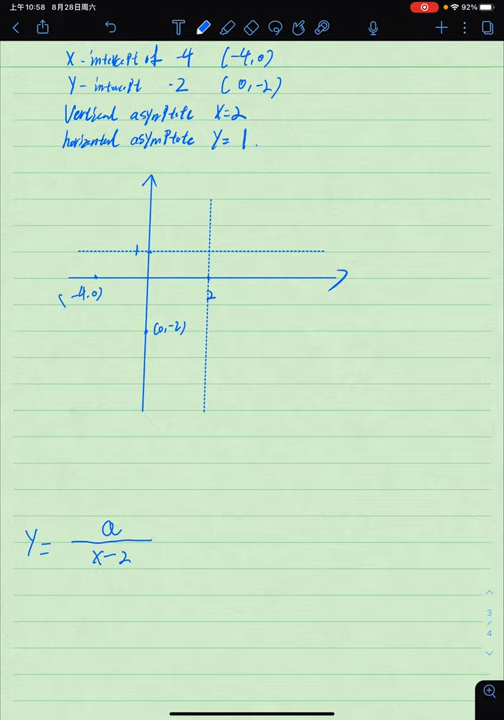 上午10:58 8月28日周六
92%
X-intercept of -4 (-4,0)
Y-intercept -2 (0,-2)
Vertical asymptote X=2
horizontal asymptote Y=1.
1
(-4,0)
2
(0,-2)
Y= a
x-2
3
/
4